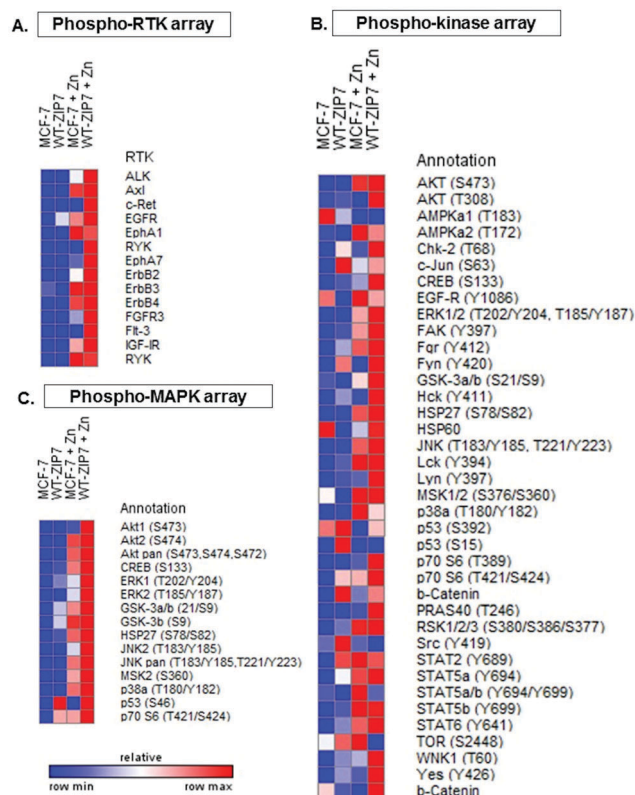 A. Phospho-RTK array
MCF-7
WT-ZIP7
MCF-7 + Zn
WT-ZIP7 + Zn
RTK
ALK
Axl
c-Ret
EGFR
EphA1
RYK
EphA7
ErbB2
ErbB3
ErbB4
FGFR3
Flt-3
IGF-IR
RYK
B. Phospho-kinase array
MCF-7
WT-ZIP7
MCF-7 + Zn
WT-ZIP7 + Zn
Annotation
AKT (S473)
AKT (T308)
AMPKa1 (T183)
AMPKa2 (T172)
Chk-2 (T68)
c-Jun (S63)
CREB (S133)
EGF-R (Y1086)
ERK1/2 (T202/Y204, T185/Y187)
FAK (Y397)
Fgr (Y412)
Fyn (Y420)
GSK-3a/b (S21/S9)
Hck (Y411)
HSP27 (S78/S82)
HSP60
JNK (T183/Y185, T221/Y223)
Lck (Y394)
Lyn (Y397)
MSK1/2 (S376/S360)
p38a (T180/Y182)
p53 (S392)
p53 (S15)
p70 S6 (T389)
p70 S6 (T421/S424)
b-Catenin
PRAS40 (T246)
RSK1/2/3 (S380/S386/S377)
Src (Y419)
STAT2 (Y689)
STAT5a (Y694)
STAT5a/b (Y694/Y699)
STAT5b (Y699)
STAT6 (Y641)
TOR (S2448)
WNK1 (T60)
Yes (Y426)
b-Catenin
C. Phospho-MAPK array
MCF-7
WT-ZIP7
MCF-7 + Zn
WT-ZIP7 + Zn
Annotation
Akt1 (S473)
Akt2 (S474)
Akt pan (S473,S474,S472)
CREB (S133)
ERK1 (T202/Y204)
ERK2 (T185/Y187)
GSK-3a/b (21/S9)
GSK-3b (S9)
HSP27 (S78/S82)
JNK2 (T183/Y185)
JNK pan (T183/Y185,T221/Y223)
MSK2 (S360)
p38a (T180/Y182)
p53 (S46)
p70 S6 (T421/S424)
relative
row min row max